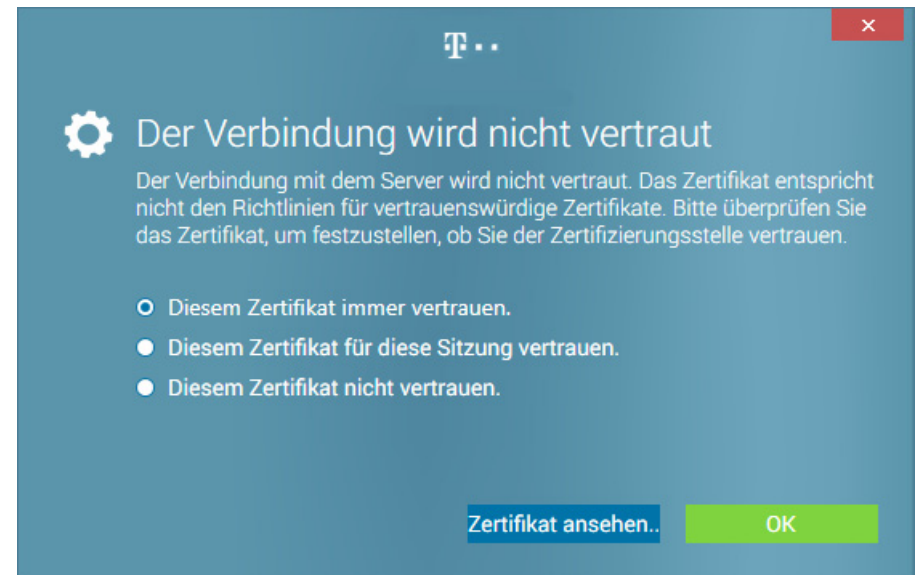 T··
×
Der Verbindung wird nicht vertraut
Der Verbindung mit dem Server wird nicht vertraut. Das Zertifikat entspricht
nicht den Richtlinien für vertrauenswürdige Zertifikate. Bitte überprüfen Sie
das Zertifikat, um festzustellen, ob Sie der Zertifizierungsstelle vertrauen.
Diesem Zertifikat immer vertrauen.
Diesem Zertifikat für diese Sitzung vertrauen.
Diesem Zertifikat nicht vertrauen.
Zertifikat ansehen..
OK